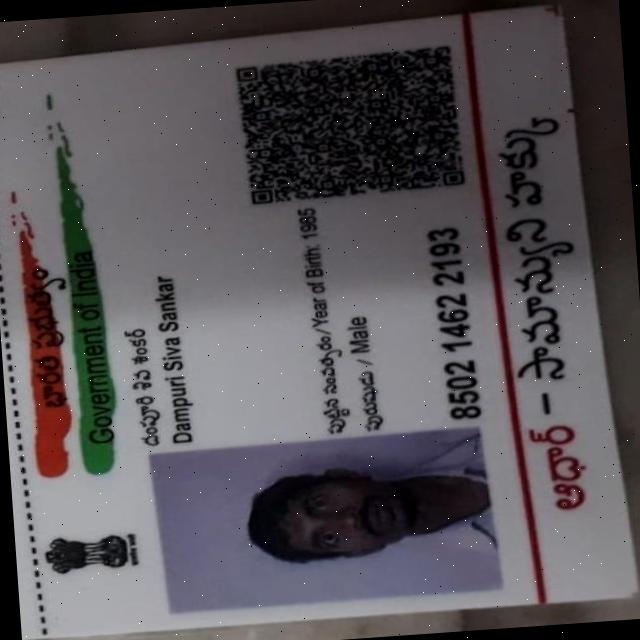 భారత ప్రభుత్వం
Government of India
దంపూరి శివ శంకర్
Dampuri Siva Sankar
పుట్టిన సంవత్సరం/Year of Birth: 1985
పురుషుడు / Male
8502 1462 2193
ఆధార్ – సామాన్యుని హక్కు